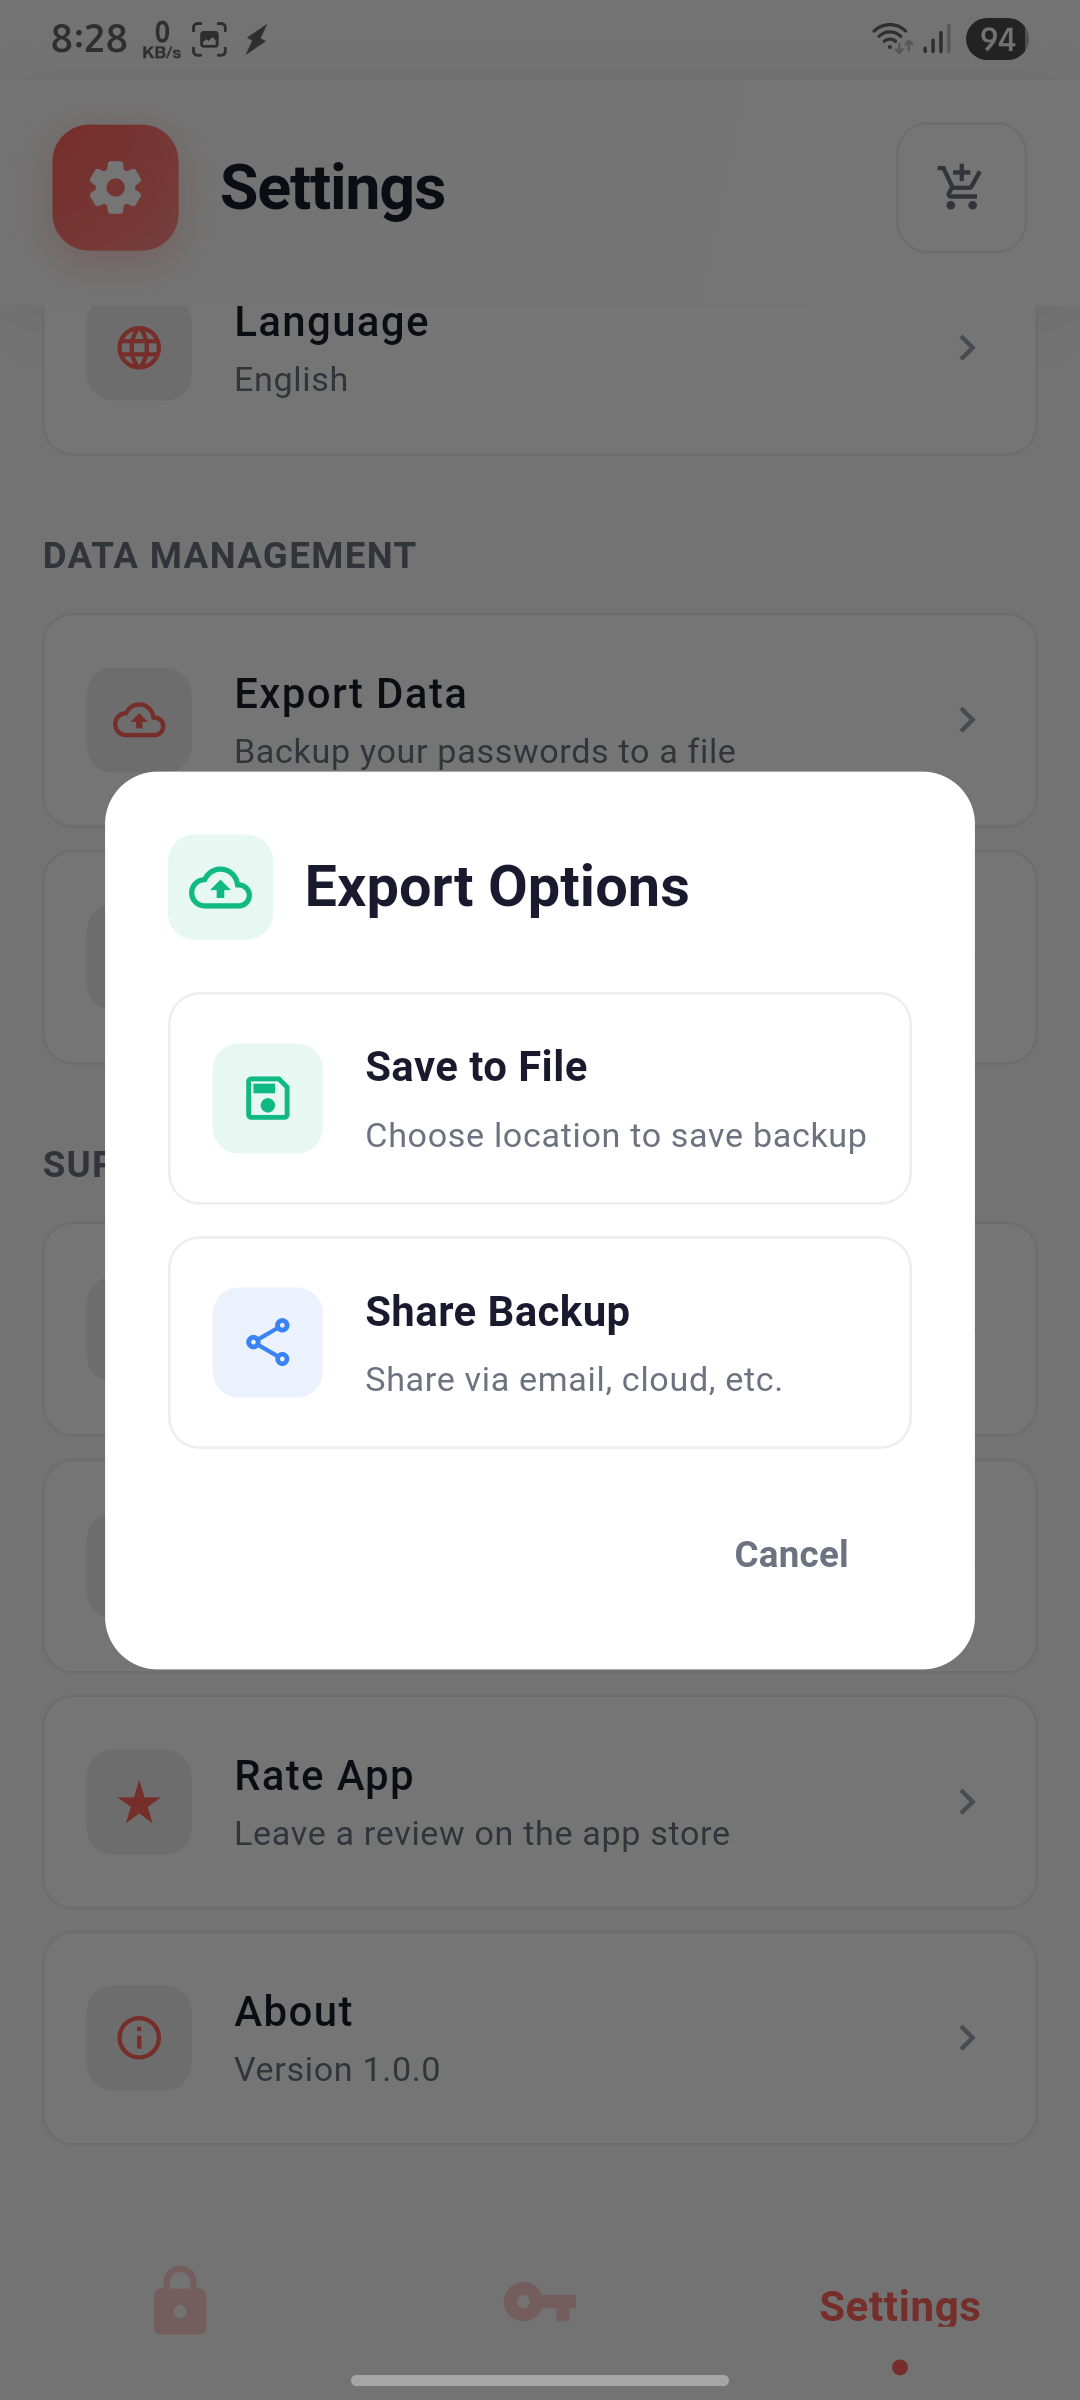 8:28
0
KB/s
94
Settings
Language
English
DATA MANAGEMENT
Export Data
Backup your passwords to a file
Export Options
Save to File
Choose location to save backup
Share Backup
Share via email, cloud, etc.
Cancel
Rate App
Leave a review on the app store
About
Version 1.0.0
Settings